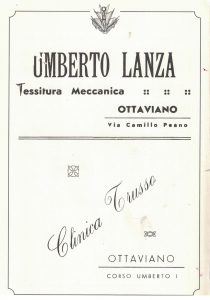 UMBERTO LANZA
Tessitura Meccanica :: :: ::
OTTAVIANO
Via Camillo Peano
Clinica Trusso
OTTAVIANO
CORSO UMBERTO I